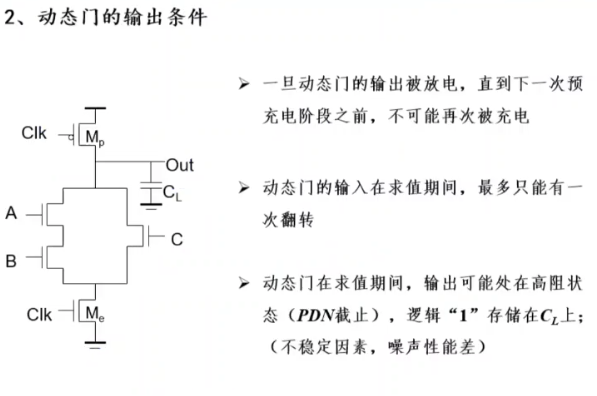 2、动态门的输出条件
➢ 一旦动态门的输出被放电，直到下一次预
充电阶段之前，不可能再次被充电
Clk
Mp
Out
CL
➢ 动态门的输入在求值期间，最多只能有一
次翻转
A
C
B
➢ 动态门在求值期间，输出可能处在高阻状
态（PDN截止），逻辑“1”存储在CL上；
（不稳定因素，噪声性能差）
Clk
Me